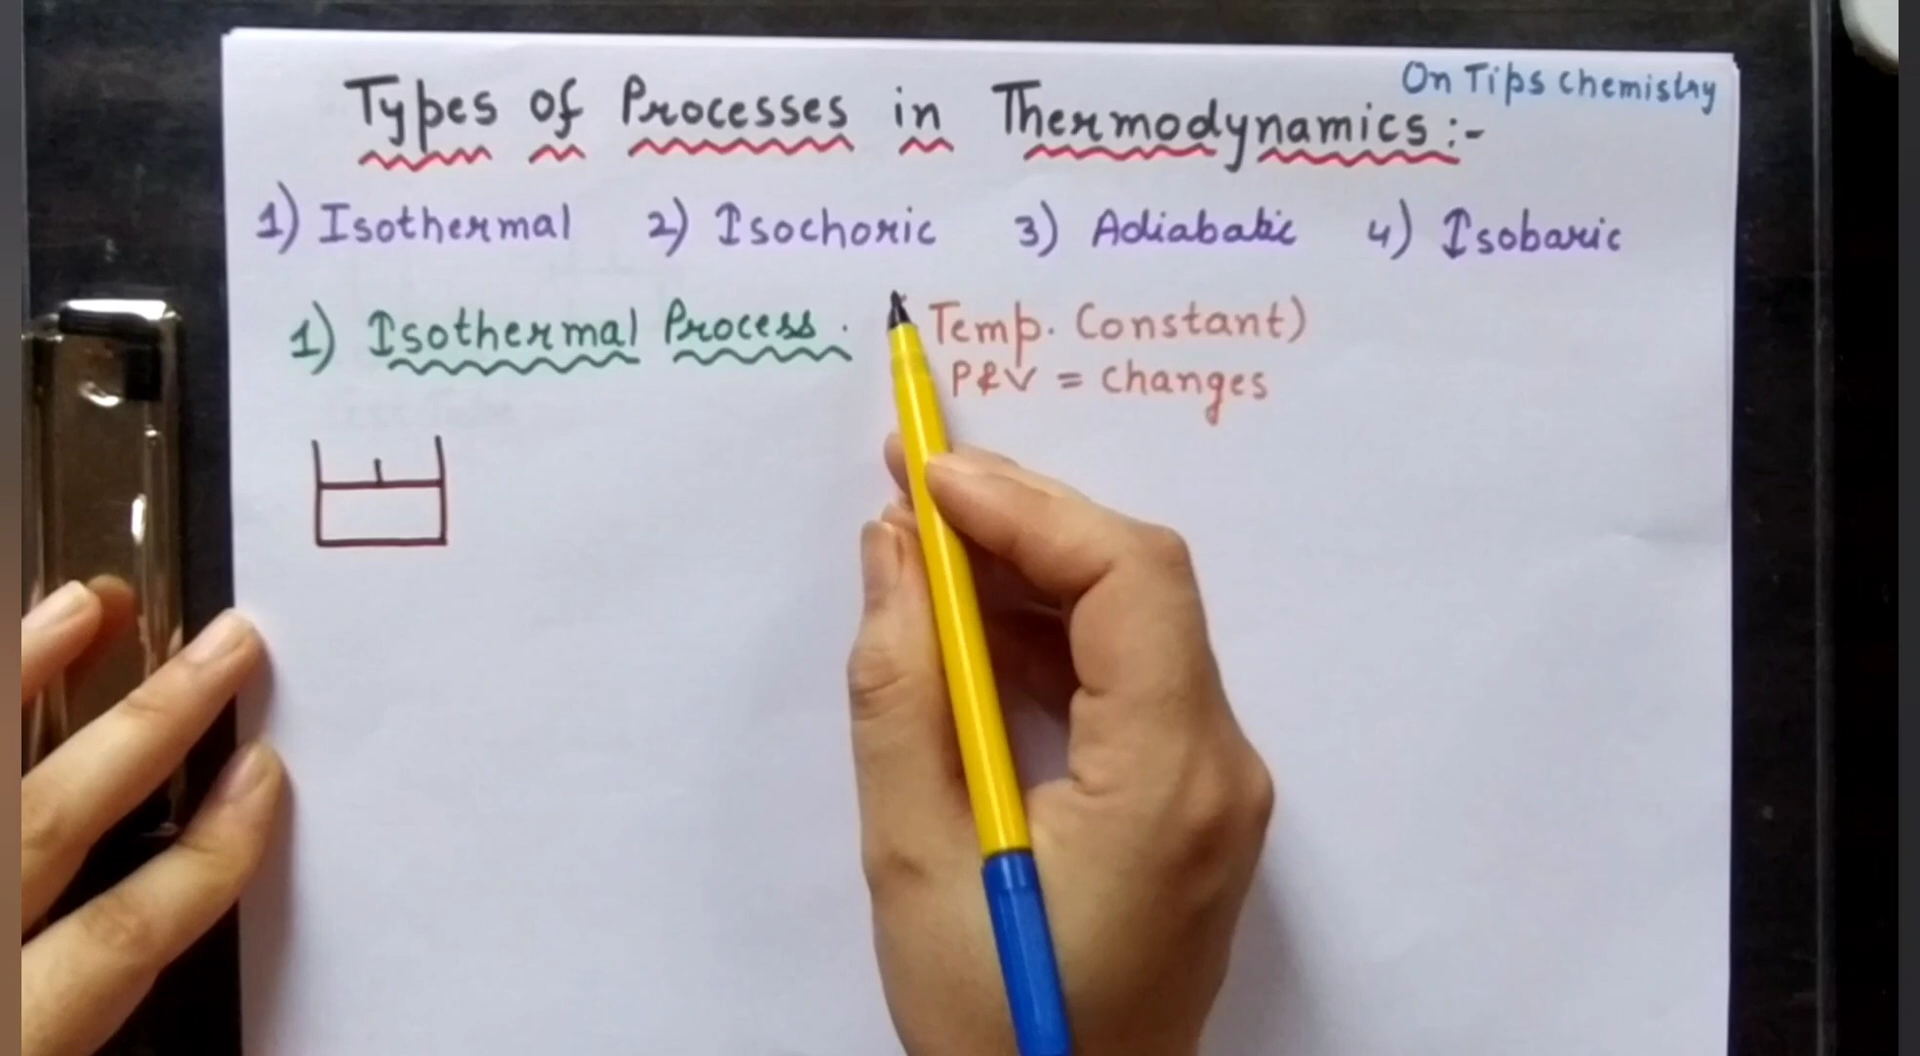 On Tips chemistry
Types of Processes in Thermodynamics:-
1) Isothermal 2) Isochoric 3) Adiabatic 4) Isobaric
1) Isothermal Process. Temp. Constant)
P&V = changes